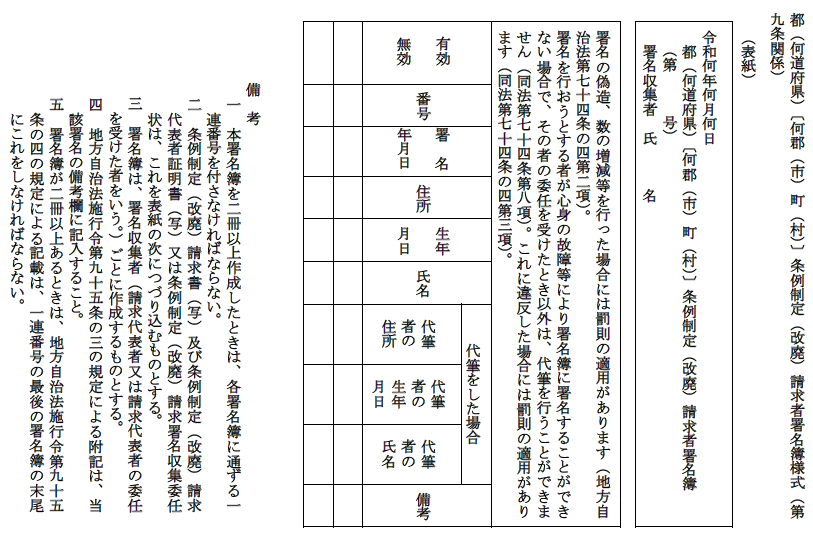 都（何道府県）〔何郡（市）町（村）〕条例制定（改廃）請求者署名簿様式（第
九条関係）
（表紙）
令和何年何月何日
都（何道府県）〔何郡（市）町（村）〕条例制定（改廃）請求者署名簿
（第　　号）
署名収集者　氏　　名
署名の偽造、数の増減等を行った場合には罰則の適用があります（地方自
治法第七十四条の四第二項）。
署名を行おうとする者が心身の故障等により署名簿に署名することができ
ない場合で、その者の委任を受けたとき以外は、代筆を行うことができま
せん（同法第七十四条第八項）。これに違反した場合には罰則の適用があり
ます（同法第七十四条の四第三項）。
有効
無効
番号
署名
年月日
住所
生年
月日
氏名
代筆をした場合
代筆
者の
住所
代筆
者の
生年
月日
代筆
者の
氏名
備考
備考
一　本署名簿を二冊以上作成したときは、各署名簿に通ずる一
連番号を付さなければならない。
二　条例制定（改廃）請求書（写）及び条例制定（改廃）請求
代表者証明書（写）又は条例制定（改廃）請求署名収集委任
状は、これを表紙の次につづり込むものとする。
三　署名簿は、署名収集者（請求代表者又は請求代表者の委任
を受けた者をいう。）ごとに作成するものとする。
四　地方自治法施行令第九十五条の三の規定による附記は、当
該署名の備考欄に記入すること。
五　署名簿が二冊以上あるときは、地方自治法施行令第九十五
条の四の規定による記載は、一連番号の最後の署名簿の末尾
にこれをしなければならない。